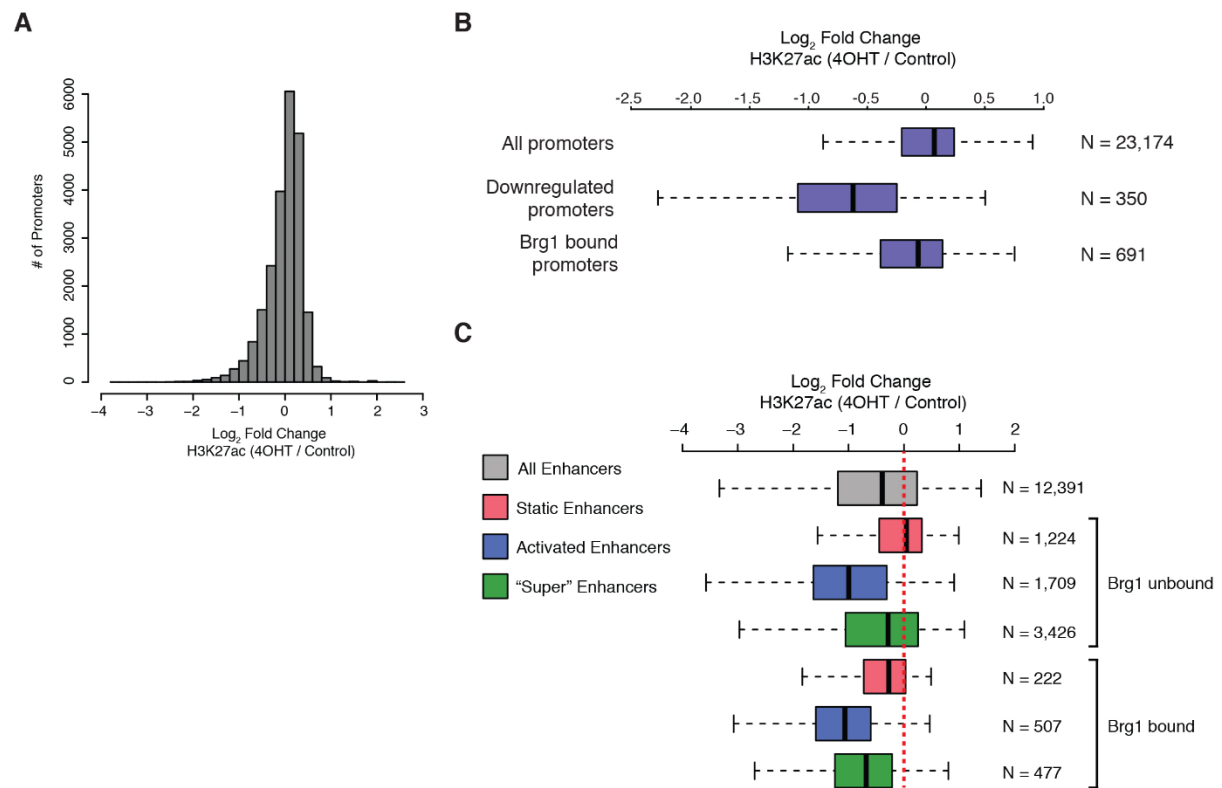 A
# of Promoters
6000
5000
4000
3000
2000
1000
0
−4 −3 −2 −1 0 1 2 3
Log2 Fold Change
H3K27ac (4OHT / Control)
B
Log2 Fold Change
H3K27ac (4OHT / Control)
-2.5 -2.0 -1.5 -1.0 -0.5 0 0.5 1.0
All promoters N = 23,174
Downregulated
promoters N = 350
Brg1 bound
promoters N = 691
C
Log2 Fold Change
H3K27ac (4OHT / Control)
−4 −3 −2 −1 0 1 2
All Enhancers
Static Enhancers
Activated Enhancers
“Super” Enhancers
N = 12,391
N = 1,224
N = 1,709
N = 3,426
Brg1 unbound
N = 222
N = 507
N = 477
Brg1 bound